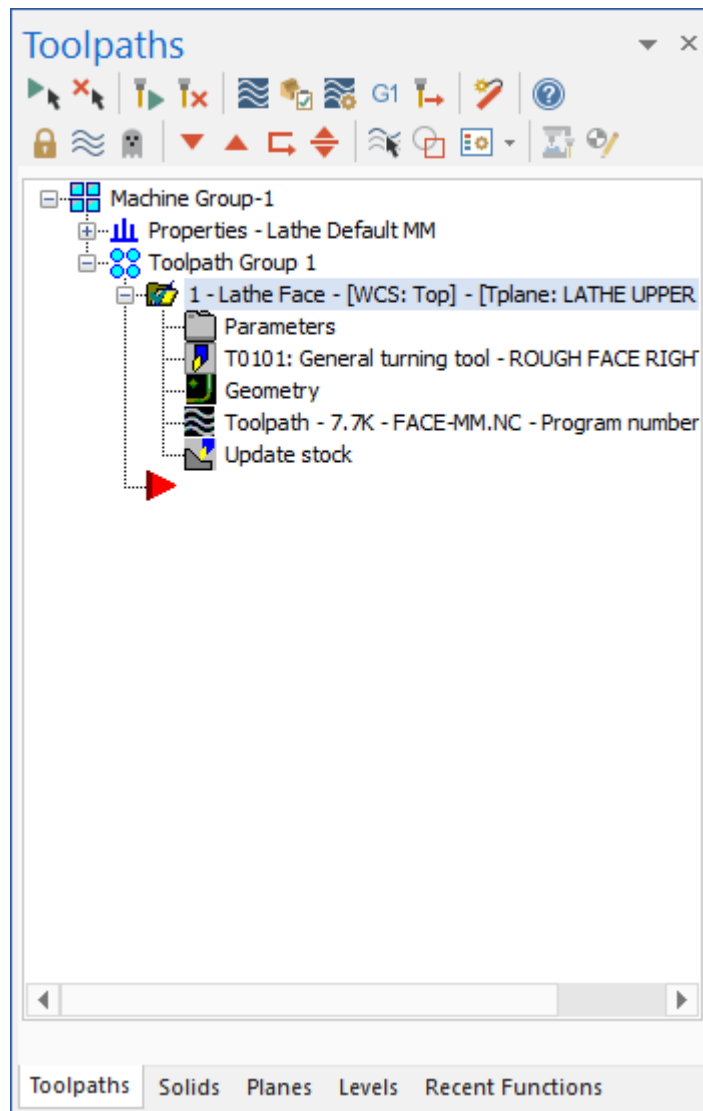 Toolpaths
G1
Machine Group-1
Properties - Lathe Default MM
Toolpath Group 1
1 - Lathe Face - [WCS: Top] - [Tplane: LATHE UPPER
Parameters
T0101: General turning tool - ROUGH FACE RIGHT
Geometry
Toolpath - 7.7K - FACE-MM.NC - Program number
Update stock
Toolpaths Solids Planes Levels Recent Functions